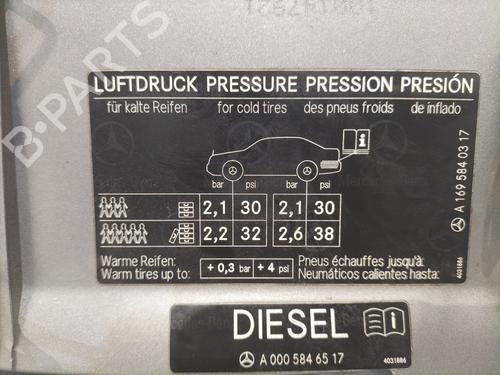 LUFTDRUCK PRESSURE PRESSION PRESIÓN
für kalte Reifen for cold tires des pneus froids de inflado
i
bar psi bar psi
2,1 30 2,1 30
2,2 32 2,6 38
Warme Reifen: Pneus échauffes jusqu'à:
Warm tires up to: + 0,3 bar + 4 psi Neumáticos calientes hasta:
A 169 584 03 17
4031886
DIESEL i
A 000 584 65 17 4031886
B-PARTS